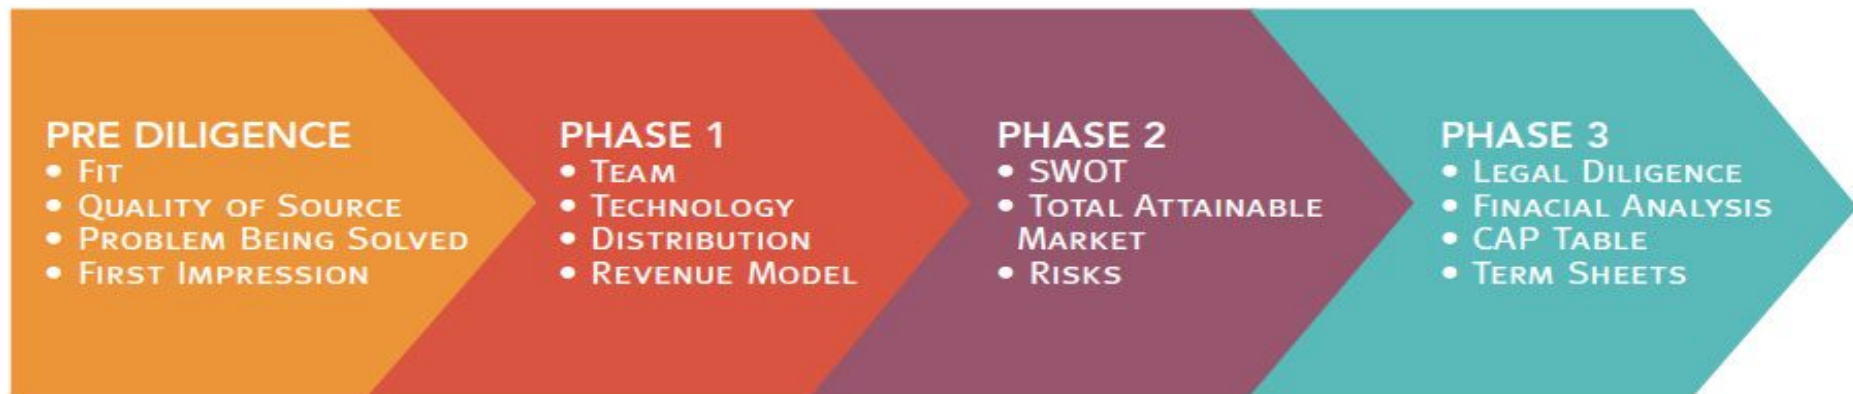 PRE DILIGENCE
• FIT
• QUALITY OF SOURCE
• PROBLEM BEING SOLVED
• FIRST IMPRESSION
PHASE 1
• TEAM
• TECHNOLOGY
• DISTRIBUTION
• REVENUE MODEL
PHASE 2
• SWOT
• TOTAL ATTAINABLE
MARKET
• RISKS
PHASE 3
• LEGAL DILIGENCE
• FINACIAL ANALYSIS
• CAP TABLE
• TERM SHEETS